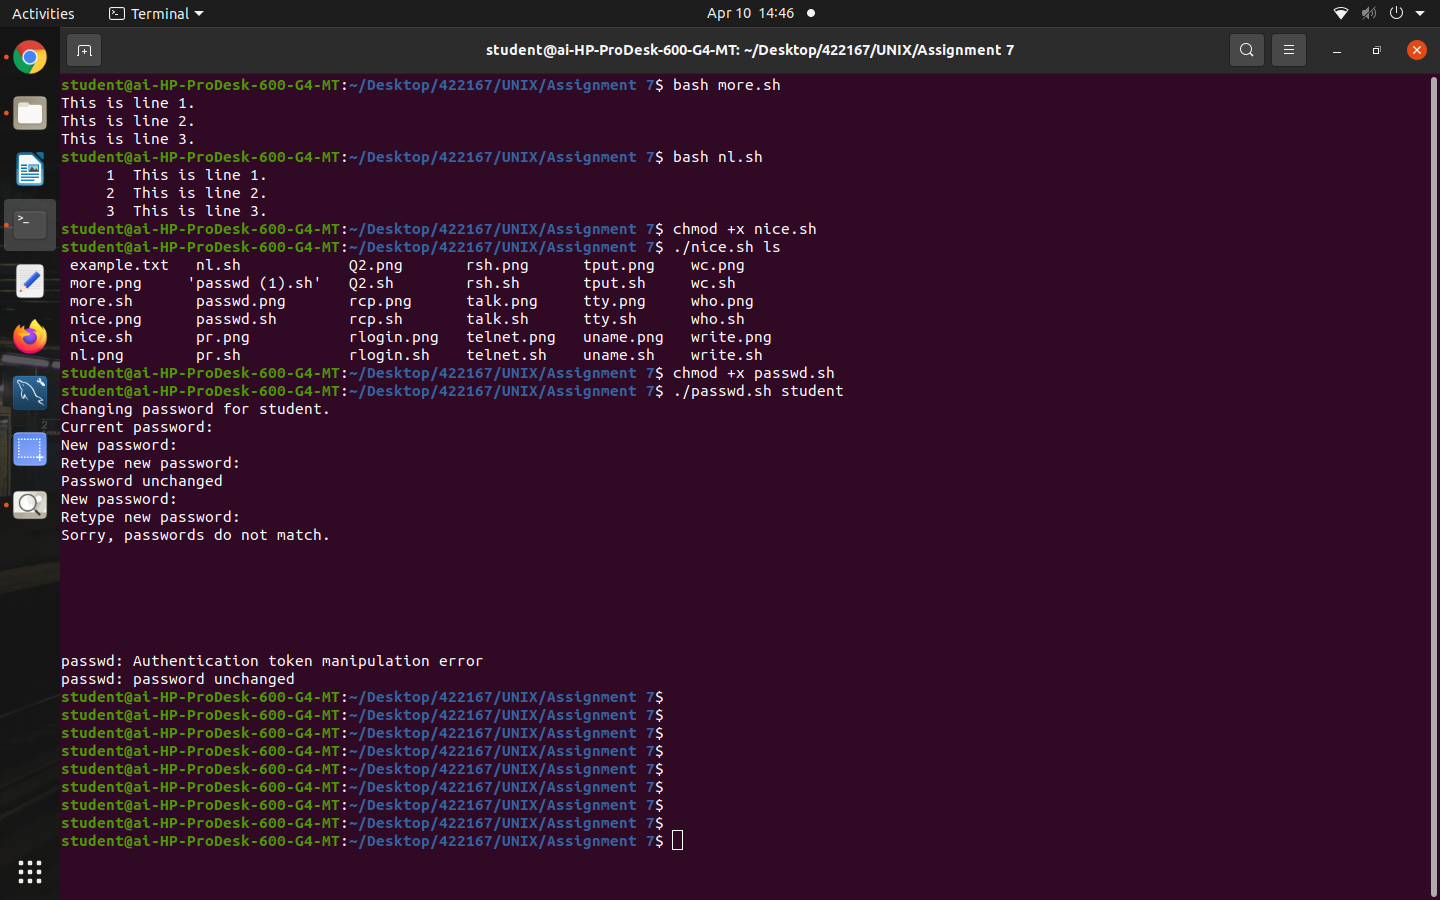 Activities Terminal Apr 10 14:46
student@ai-HP-ProDesk-600-G4-MT: ~/Desktop/422167/UNIX/Assignment 7
student@ai-HP-ProDesk-600-G4-MT:~/Desktop/422167/UNIX/Assignment 7$ bash more.sh
This is line 1.
This is line 2.
This is line 3.
student@ai-HP-ProDesk-600-G4-MT:~/Desktop/422167/UNIX/Assignment 7$ bash nl.sh
     1  This is line 1.
     2  This is line 2.
     3  This is line 3.
student@ai-HP-ProDesk-600-G4-MT:~/Desktop/422167/UNIX/Assignment 7$ chmod +x nice.sh
student@ai-HP-ProDesk-600-G4-MT:~/Desktop/422167/UNIX/Assignment 7$ ./nice.sh ls
 example.txt   nl.sh            Q2.png       rsh.png      tput.png    wc.png
 more.png     'passwd (1).sh'   Q2.sh        rsh.sh       tput.sh     wc.sh
 more.sh       passwd.png       rcp.png      talk.png     tty.png     who.png
 nice.png      passwd.sh        rcp.sh       talk.sh      tty.sh      who.sh
 nice.sh       pr.png           rlogin.png   telnet.png   uname.png   write.png
 nl.png        pr.sh            rlogin.sh    telnet.sh    uname.sh    write.sh
student@ai-HP-ProDesk-600-G4-MT:~/Desktop/422167/UNIX/Assignment 7$ chmod +x passwd.sh
student@ai-HP-ProDesk-600-G4-MT:~/Desktop/422167/UNIX/Assignment 7$ ./passwd.sh student
Changing password for student.
Current password:
New password:
Retype new password:
Password unchanged
New password:
Retype new password:
Sorry, passwords do not match.
passwd: Authentication token manipulation error
passwd: password unchanged
student@ai-HP-ProDesk-600-G4-MT:~/Desktop/422167/UNIX/Assignment 7$
student@ai-HP-ProDesk-600-G4-MT:~/Desktop/422167/UNIX/Assignment 7$
student@ai-HP-ProDesk-600-G4-MT:~/Desktop/422167/UNIX/Assignment 7$
student@ai-HP-ProDesk-600-G4-MT:~/Desktop/422167/UNIX/Assignment 7$
student@ai-HP-ProDesk-600-G4-MT:~/Desktop/422167/UNIX/Assignment 7$
student@ai-HP-ProDesk-600-G4-MT:~/Desktop/422167/UNIX/Assignment 7$
student@ai-HP-ProDesk-600-G4-MT:~/Desktop/422167/UNIX/Assignment 7$
student@ai-HP-ProDesk-600-G4-MT:~/Desktop/422167/UNIX/Assignment 7$
student@ai-HP-ProDesk-600-G4-MT:~/Desktop/422167/UNIX/Assignment 7$